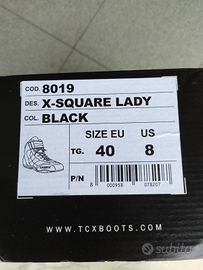 COD. 8019
DES. X-SQUARE LADY
COL. BLACK
SIZE EU US
TG. 40 8
P/N
8 000958 078207
WWW.TCXBOOTS.COM
subito